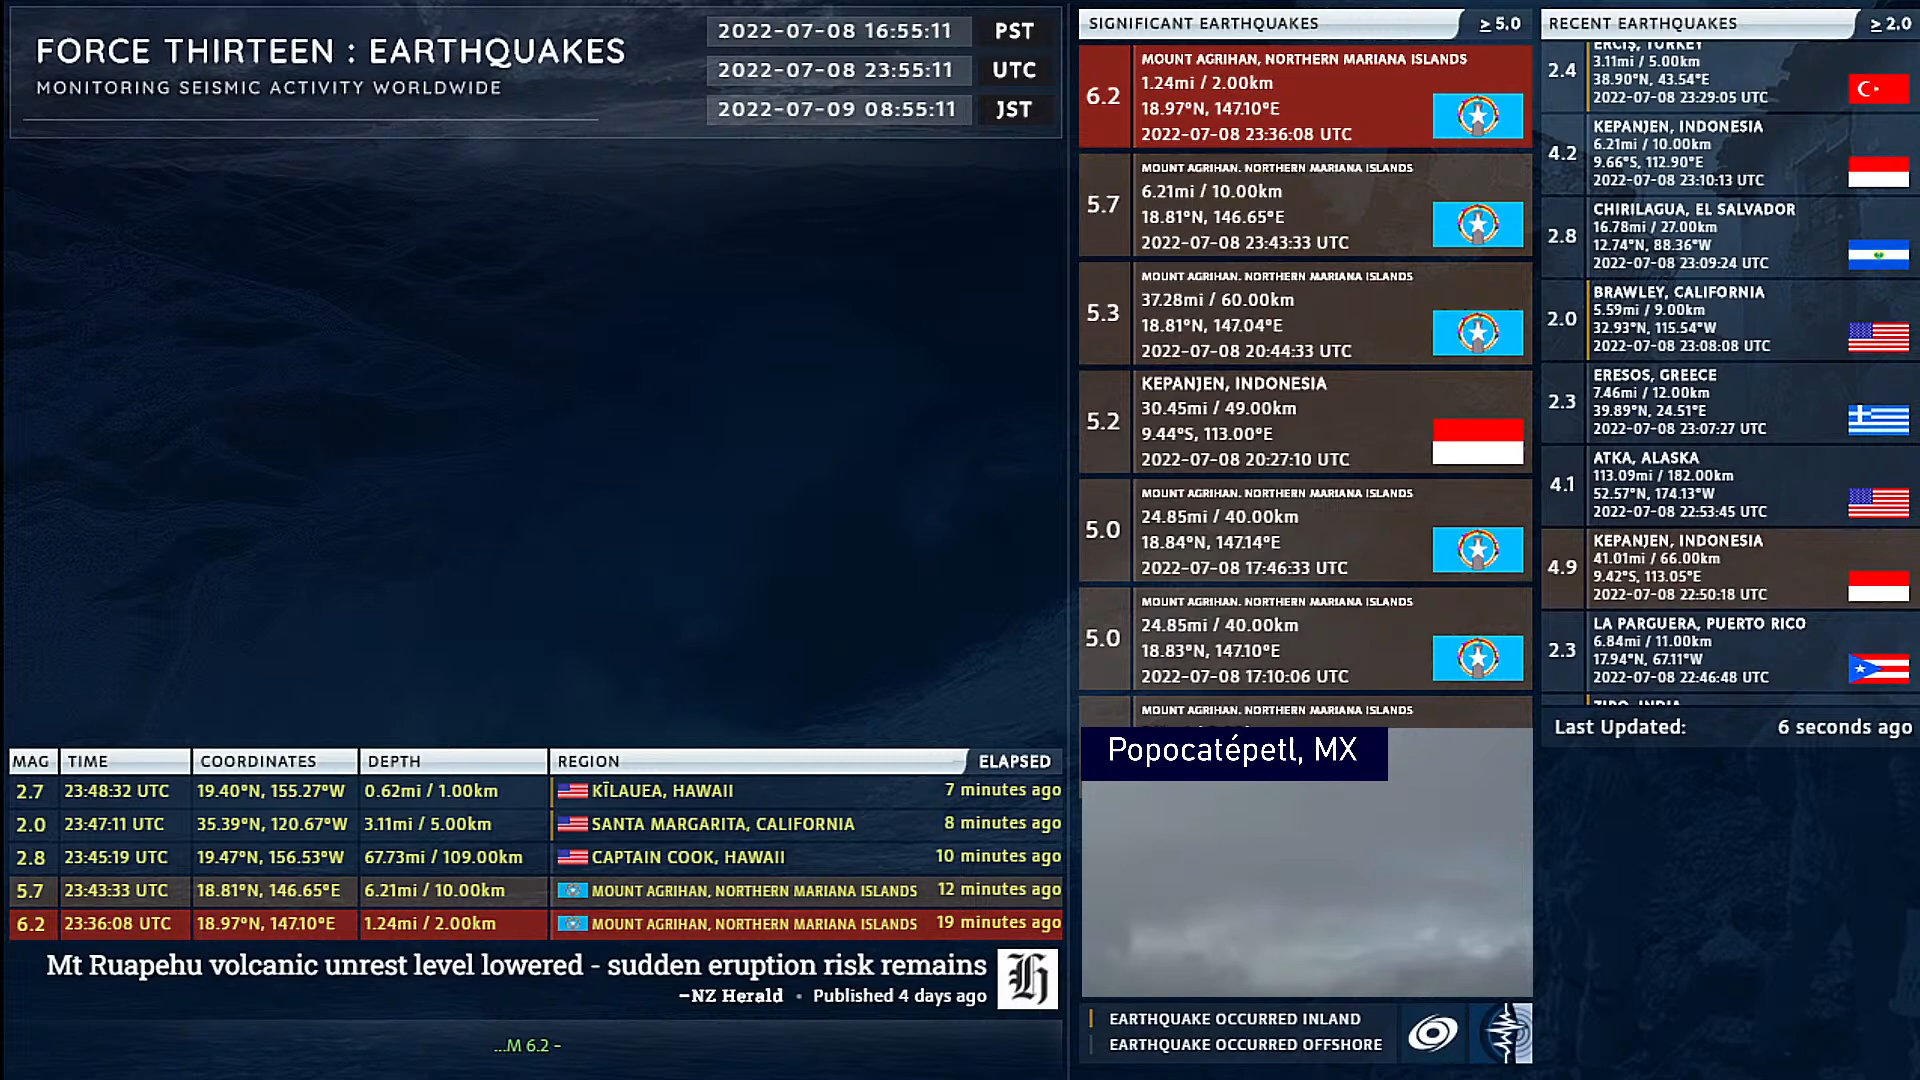 FORCE THIRTEEN : EARTHQUAKES
MONITORING SEISMIC ACTIVITY WORLDWIDE
2022-07-08 16:55:11 PST
2022-07-08 23:55:11 UTC
2022-07-09 08:55:11 JST
SIGNIFICANT EARTHQUAKES ≥ 5.0
6.2
MOUNT AGRIHAN, NORTHERN MARIANA ISLANDS
1.24mi / 2.00km
18.97°N, 147.10°E
2022-07-08 23:36:08 UTC
5.7
MOUNT AGRIHAN, NORTHERN MARIANA ISLANDS
6.21mi / 10.00km
18.81°N, 146.65°E
2022-07-08 23:43:33 UTC
5.3
MOUNT AGRIHAN, NORTHERN MARIANA ISLANDS
37.28mi / 60.00km
18.81°N, 147.04°E
2022-07-08 20:44:33 UTC
5.2
KEPANJEN, INDONESIA
30.45mi / 49.00km
9.44°S, 113.00°E
2022-07-08 20:27:10 UTC
5.0
MOUNT AGRIHAN, NORTHERN MARIANA ISLANDS
24.85mi / 40.00km
18.84°N, 147.14°E
2022-07-08 17:46:33 UTC
5.0
MOUNT AGRIHAN, NORTHERN MARIANA ISLANDS
24.85mi / 40.00km
18.83°N, 147.10°E
2022-07-08 17:10:06 UTC
MOUNT AGRIHAN, NORTHERN MARIANA ISLANDS
Popocatépetl, MX
EARTHQUAKE OCCURRED INLAND
EARTHQUAKE OCCURRED OFFSHORE
RECENT EARTHQUAKES ≥ 2.0
2.4
ERCIŞ, TURKEY
3.11mi / 5.00km
38.90°N, 43.54°E
2022-07-08 23:29:05 UTC
4.2
KEPANJEN, INDONESIA
6.21mi / 10.00km
9.66°S, 112.90°E
2022-07-08 23:10:13 UTC
2.8
CHIRILAGUA, EL SALVADOR
16.78mi / 27.00km
12.74°N, 88.36°W
2022-07-08 23:09:24 UTC
2.0
BRAWLEY, CALIFORNIA
5.59mi / 9.00km
32.93°N, 115.54°W
2022-07-08 23:08:08 UTC
2.3
ERESOS, GREECE
7.46mi / 12.00km
39.89°N, 24.51°E
2022-07-08 23:07:27 UTC
4.1
ATKA, ALASKA
113.09mi / 182.00km
52.57°N, 174.13°W
2022-07-08 22:53:45 UTC
4.9
KEPANJEN, INDONESIA
41.01mi / 66.00km
9.42°S, 113.05°E
2022-07-08 22:50:18 UTC
2.3
LA PARGUERA, PUERTO RICO
6.84mi / 11.00km
17.94°N, 67.11°W
2022-07-08 22:46:48 UTC
Last Updated: 6 seconds ago
MAG TIME COORDINATES DEPTH REGION ELAPSED
2.7 23:48:32 UTC 19.40°N, 155.27°W 0.62mi / 1.00km KĪLAUEA, HAWAII 7 minutes ago
2.0 23:47:11 UTC 35.39°N, 120.67°W 3.11mi / 5.00km SANTA MARGARITA, CALIFORNIA 8 minutes ago
2.8 23:45:19 UTC 19.47°N, 156.53°W 67.73mi / 109.00km CAPTAIN COOK, HAWAII 10 minutes ago
5.7 23:43:33 UTC 18.81°N, 146.65°E 6.21mi / 10.00km MOUNT AGRIHAN, NORTHERN MARIANA ISLANDS 12 minutes ago
6.2 23:36:08 UTC 18.97°N, 147.10°E 1.24mi / 2.00km MOUNT AGRIHAN, NORTHERN MARIANA ISLANDS 19 minutes ago
Mt Ruapehu volcanic unrest level lowered - sudden eruption risk remains
–NZ Herald • Published 4 days ago
...M 6.2 -